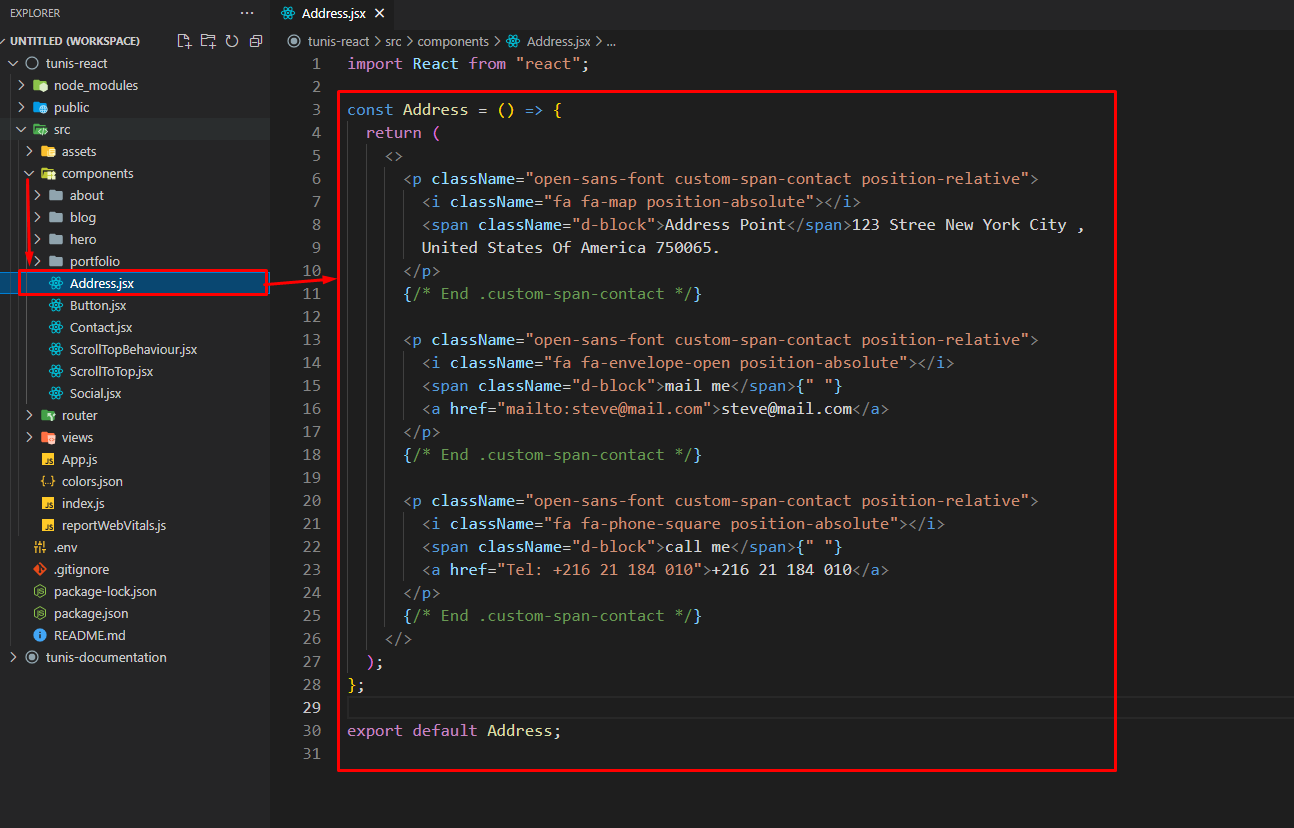 EXPLORER ...
UNTITLED (WORKSPACE)
tunis-react
node_modules
public
src
assets
components
about
blog
hero
portfolio
Address.jsx
Button.jsx
Contact.jsx
ScrollTopBehaviour.jsx
ScrollToTop.jsx
Social.jsx
router
views
JS App.js
{..} colors.json
JS index.js
JS reportWebVitals.js
.env
.gitignore
package-lock.json
package.json
README.md
tunis-documentation
Address.jsx
tunis-react > src > components > Address.jsx > ...
1 import React from "react";
2
3 const Address = () => {
4 return (
5 <>
6 <p className="open-sans-font custom-span-contact position-relative">
7 <i className="fa fa-map position-absolute"></i>
8 <span className="d-block">Address Point</span>123 Stree New York City ,
9 United States Of America 750065.
10 </p>
11 {/* End .custom-span-contact */}
12
13 <p className="open-sans-font custom-span-contact position-relative">
14 <i className="fa fa-envelope-open position-absolute"></i>
15 <span className="d-block">mail me</span>{" "}
16 <a href="mailto:steve@mail.com">steve@mail.com</a>
17 </p>
18 {/* End .custom-span-contact */}
19
20 <p className="open-sans-font custom-span-contact position-relative">
21 <i className="fa fa-phone-square position-absolute"></i>
22 <span className="d-block">call me</span>{" "}
23 <a href="Tel: +216 21 184 010">+216 21 184 010</a>
24 </p>
25 {/* End .custom-span-contact */}
26 </>
27 );
28 };
29
30 export default Address;
31